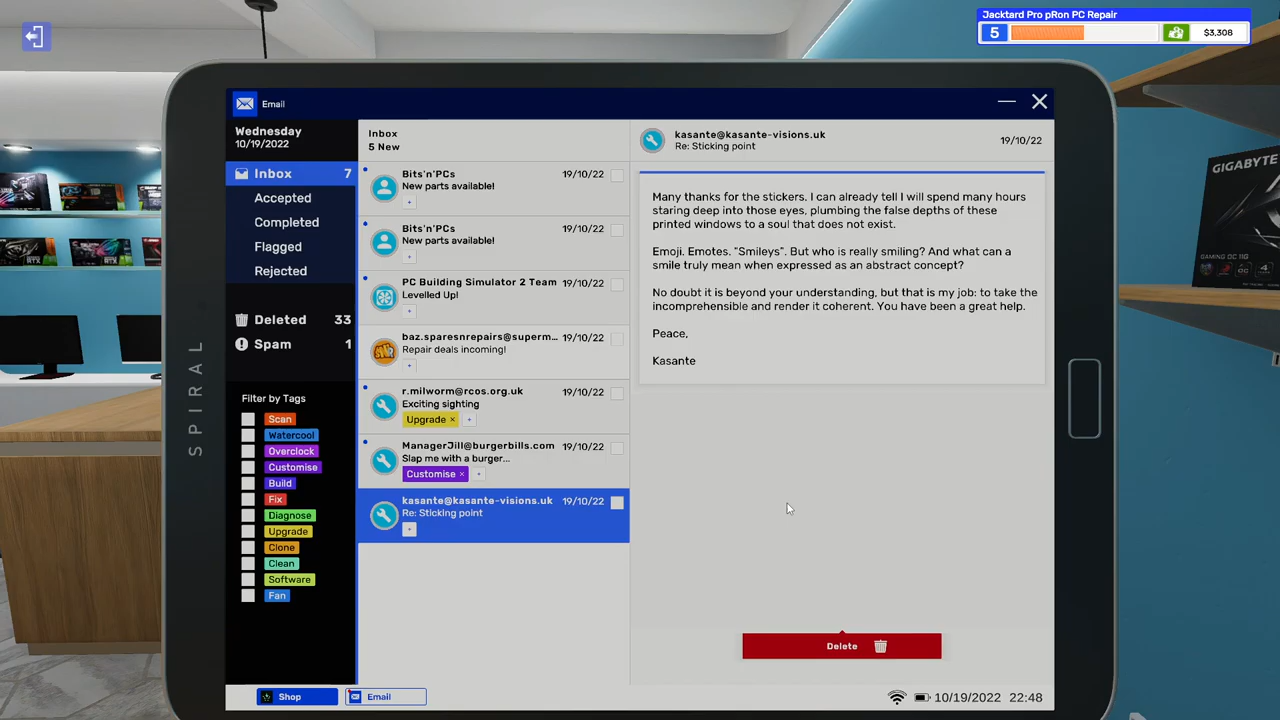 Jacktard Pro pRon PC Repair
5
$3,308
Email
Wednesday
10/19/2022
Inbox 7
Accepted
Completed
Flagged
Rejected
Deleted 33
Spam 1
Filter by Tags
Scan
Watercool
Overclock
Customise
Build
Fix
Diagnose
Upgrade
Clone
Clean
Software
Fan
Inbox
5 New
Bits'n'PCs 19/10/22
New parts available!
+
Bits'n'PCs 19/10/22
New parts available!
+
PC Building Simulator 2 Team 19/10/22
Levelled Up!
+
baz.sparesnrepairs@superm... 19/10/22
Repair deals incoming!
+
r.milworm@rcos.org.uk 19/10/22
Exciting sighting
Upgrade × +
ManagerJill@burgerbills.com 19/10/22
Slap me with a burger...
Customise × +
kasante@kasante-visions.uk 19/10/22
Re: Sticking point
+
kasante@kasante-visions.uk 19/10/22
Re: Sticking point
Many thanks for the stickers. I can already tell I will spend many hours
staring deep into those eyes, plumbing the false depths of these
printed windows to a soul that does not exist.
Emoji. Emotes. "Smileys". But who is really smiling? And what can a
smile truly mean when expressed as an abstract concept?
No doubt it is beyond your understanding, but that is my job: to take the
incomprehensible and render it coherent. You have been a great help.
Peace,
Kasante
Delete
Shop
Email
10/19/2022 22:48
SPIRAL
GIGABYTE
GAMING OC 11G